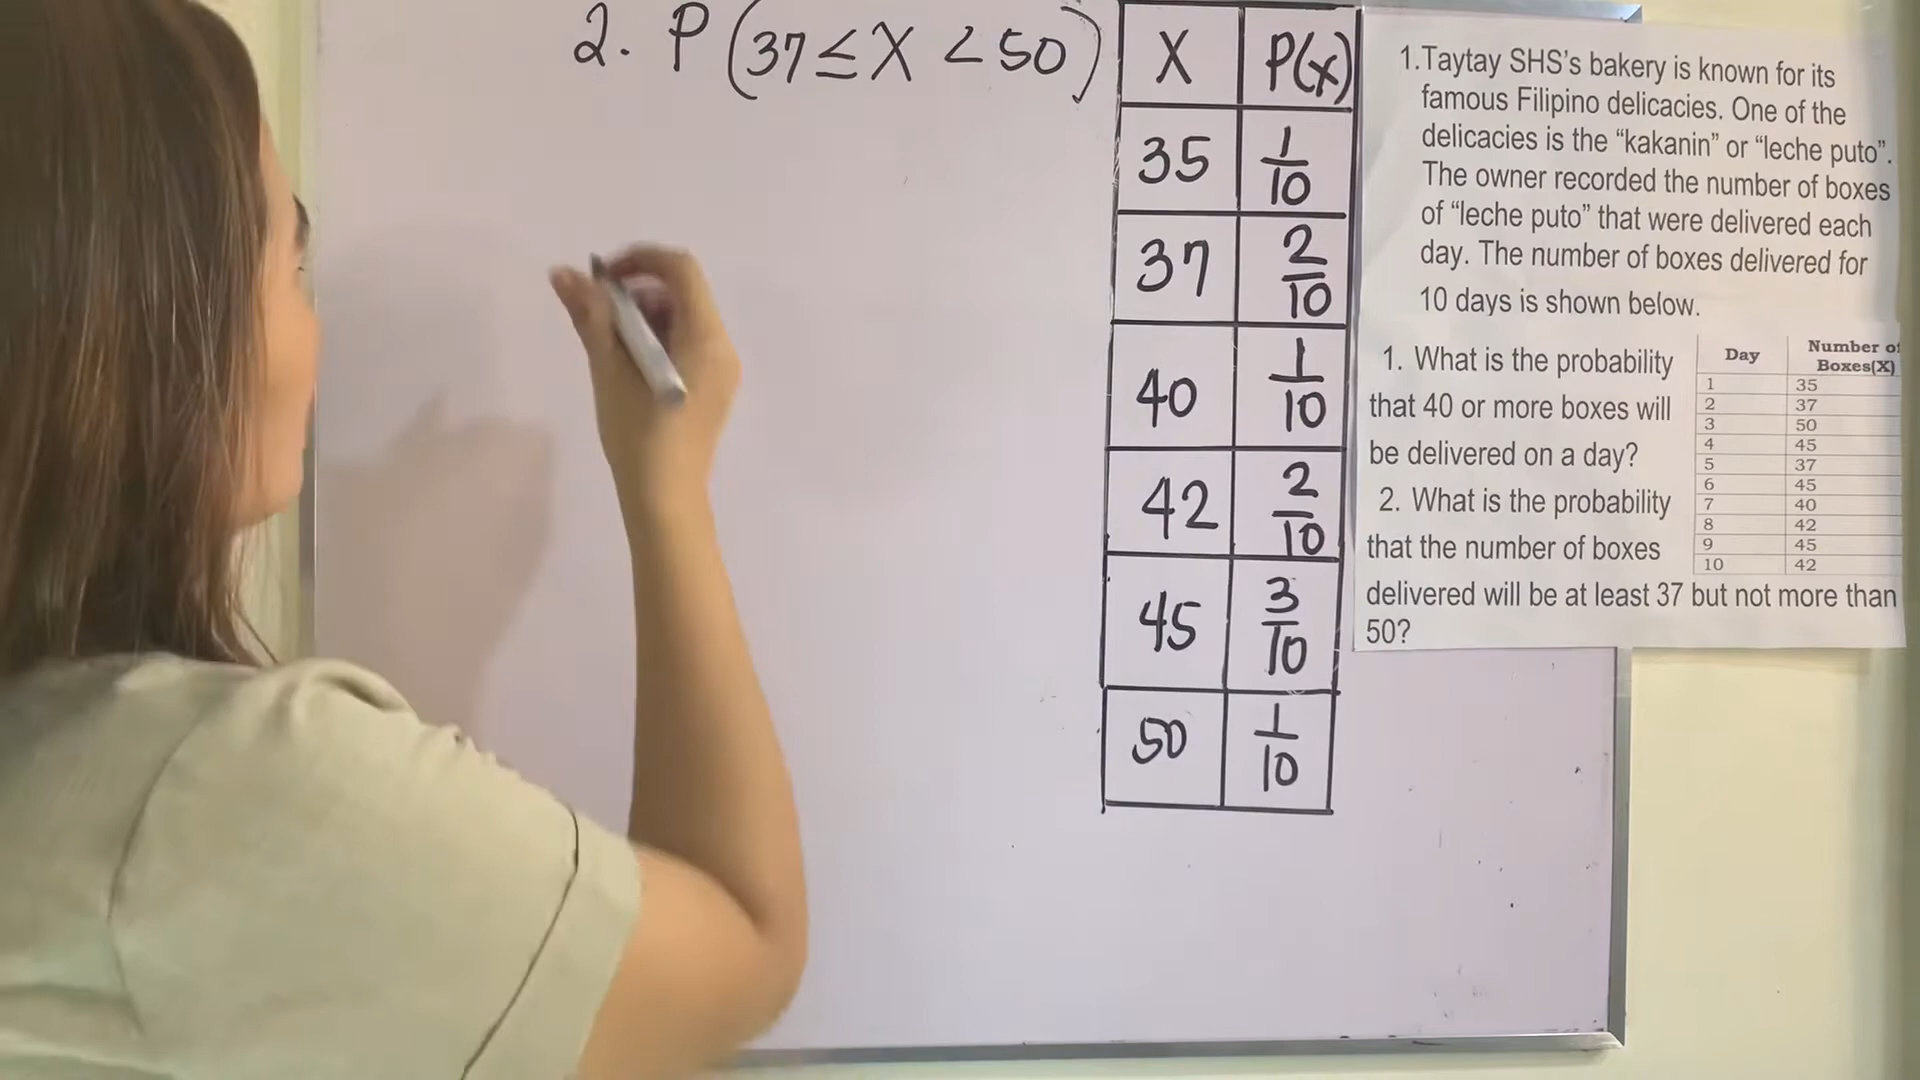 2. P(37≤X<50)
X P(x)
35 1/10
37 2/10
40 1/10
42 2/10
45 3/10
50 1/10
1.Taytay SHS's bakery is known for its
famous Filipino delicacies. One of the
delicacies is the “kakanin” or “leche puto”.
The owner recorded the number of boxes
of “leche puto” that were delivered each
day. The number of boxes delivered for
10 days is shown below.
1. What is the probability
that 40 or more boxes will
be delivered on a day?
2. What is the probability
that the number of boxes
delivered will be at least 37 but not more than
50?
Day Number of
Boxes(X)
1 35
2 37
3 50
4 45
5 37
6 45
7 40
8 42
9 45
10 42